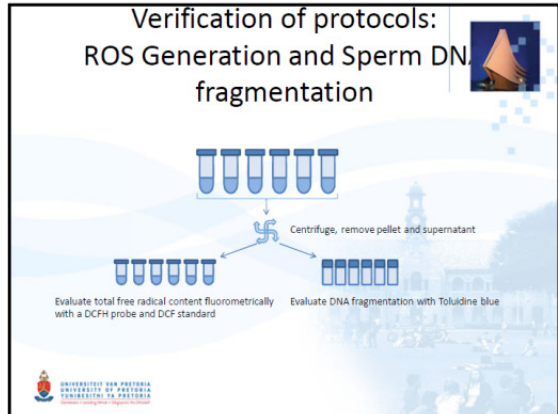 Verification of protocols:
ROS Generation and Sperm DNA
fragmentation
Centrifuge, remove pellet and supernatant
Evaluate total free radical content fluorometrically
with a DCFH probe and DCF standard
Evaluate DNA fragmentation with Toluidine blue
UNIVERSITEIT VAN PRETORIA
UNIVERSITY OF PRETORIA
YUNIBESITHI YA PRETORIA